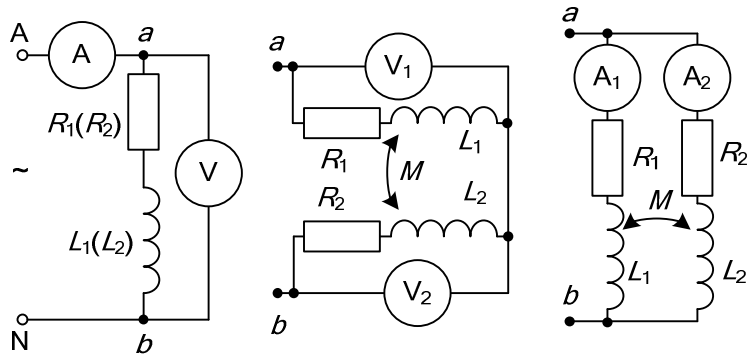 A
A
a
R₁(R₂)
~
V
L₁(L₂)
N
b
a
V₁
R₁
L₁
M
R₂
L₂
V₂
b
a
A₁
A₂
R₁
R₂
M
L₁
L₂
b